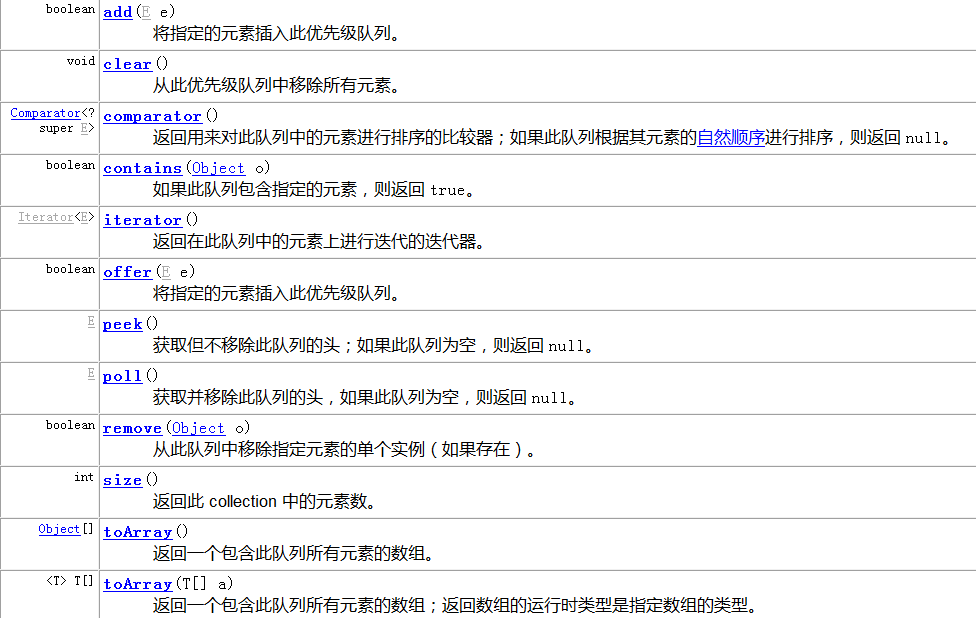 boolean add(E e)
将指定的元素插入此优先级队列。
void clear()
从此优先级队列中移除所有元素。
Comparator<? comparator()
super E>
返回用来对此队列中的元素进行排序的比较器；如果此队列根据其元素的自然顺序进行排序，则返回 null。
boolean contains(Object o)
如果此队列包含指定的元素，则返回 true。
Iterator<E> iterator()
返回在此队列中的元素上进行迭代的迭代器。
boolean offer(E e)
将指定的元素插入此优先级队列。
E peek()
获取但不移除此队列的头；如果此队列为空，则返回 null。
E poll()
获取并移除此队列的头，如果此队列为空，则返回 null。
boolean remove(Object o)
从此队列中移除指定元素的单个实例（如果存在）。
int size()
返回此 collection 中的元素数。
Object[] toArray()
返回一个包含此队列所有元素的数组。
<T> T[] toArray(T[] a)
返回一个包含此队列所有元素的数组；返回数组的运行时类型是指定数组的类型。